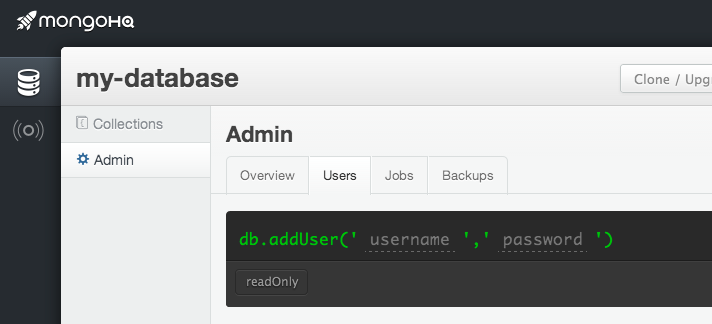 mongoHQ
my-database
Clone / Upg
Collections
Admin
Admin
Overview Users Jobs Backups
db.addUser(' username ',' password ')
readOnly